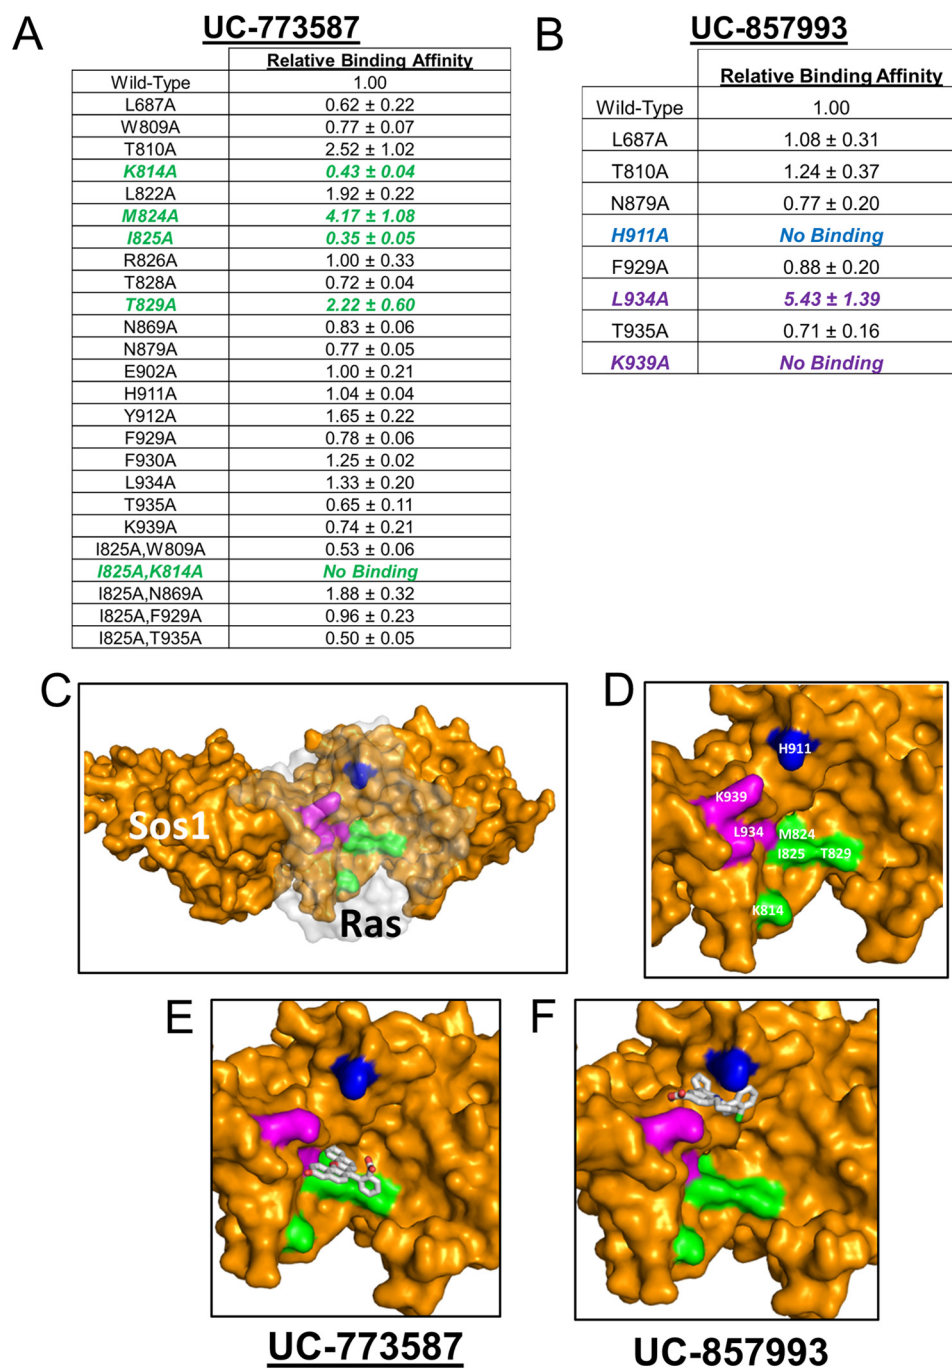 A
UC-773587
Relative Binding Affinity
Wild-Type 1.00
L687A 0.62 ± 0.22
W809A 0.77 ± 0.07
T810A 2.52 ± 1.02
K814A 0.43 ± 0.04
L822A 1.92 ± 0.22
M824A 4.17 ± 1.08
I825A 0.35 ± 0.05
R826A 1.00 ± 0.33
T828A 0.72 ± 0.04
T829A 2.22 ± 0.60
N869A 0.83 ± 0.06
N879A 0.77 ± 0.05
E902A 1.00 ± 0.21
H911A 1.04 ± 0.04
Y912A 1.65 ± 0.22
F929A 0.78 ± 0.06
F930A 1.25 ± 0.02
L934A 1.33 ± 0.20
T935A 0.65 ± 0.11
K939A 0.74 ± 0.21
I825A,W809A 0.53 ± 0.06
I825A,K814A No Binding
I825A,N869A 1.88 ± 0.32
I825A,F929A 0.96 ± 0.23
I825A,T935A 0.50 ± 0.05
B
UC-857993
Relative Binding Affinity
Wild-Type 1.00
L687A 1.08 ± 0.31
T810A 1.24 ± 0.37
N879A 0.77 ± 0.20
H911A No Binding
F929A 0.88 ± 0.20
L934A 5.43 ± 1.39
T935A 0.71 ± 0.16
K939A No Binding
C
Sos1
Ras
D
H911
K939
L934
M824
I825
T829
K814
E
UC-773587
F
UC-857993